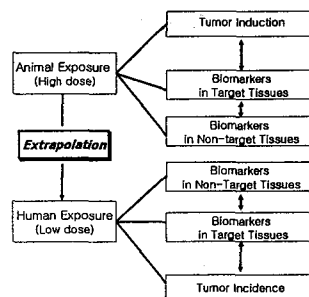 Tumor Induction
Animal Exposure
(High dose)
Biomarkers
in Target Tissues
Biomarkers
in Non-target Tissues
Extrapolation
Biomarkers
in Non-Target Tissues
Human Exposure
(Low dose)
Biomarkers
in Target Tissues
Tumor Incidence